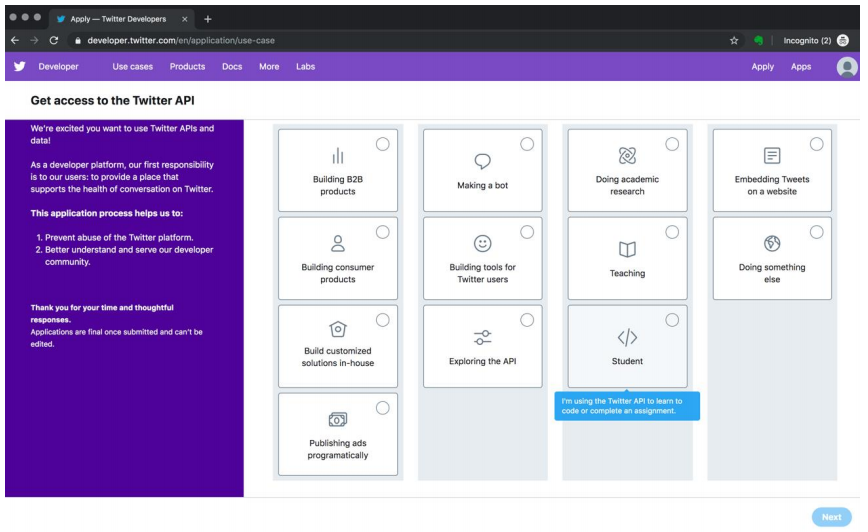 Apply — Twitter Developers
developer.twitter.com/en/application/use-case
Incognito (2)
Developer
Use cases
Products
Docs
More
Labs
Apply
Apps
Get access to the Twitter API
We're excited you want to use Twitter APIs and
data!
As a developer platform, our first responsibility
is to our users: to provide a place that
supports the health of conversation on Twitter.
This application process helps us to:
1. Prevent abuse of the Twitter platform.
2. Better understand and serve our developer
community.
Thank you for your time and thoughtful
responses.
Applications are final once submitted and can't be
edited.
Building B2B
products
Making a bot
Doing academic
research
Embedding Tweets
on a website
Building consumer
products
Building tools for
Twitter users
Teaching
Doing something
else
Build customized
solutions in-house
Exploring the API
Student
I'm using the Twitter API to learn to
code or complete an assignment.
Publishing ads
programatically
Next